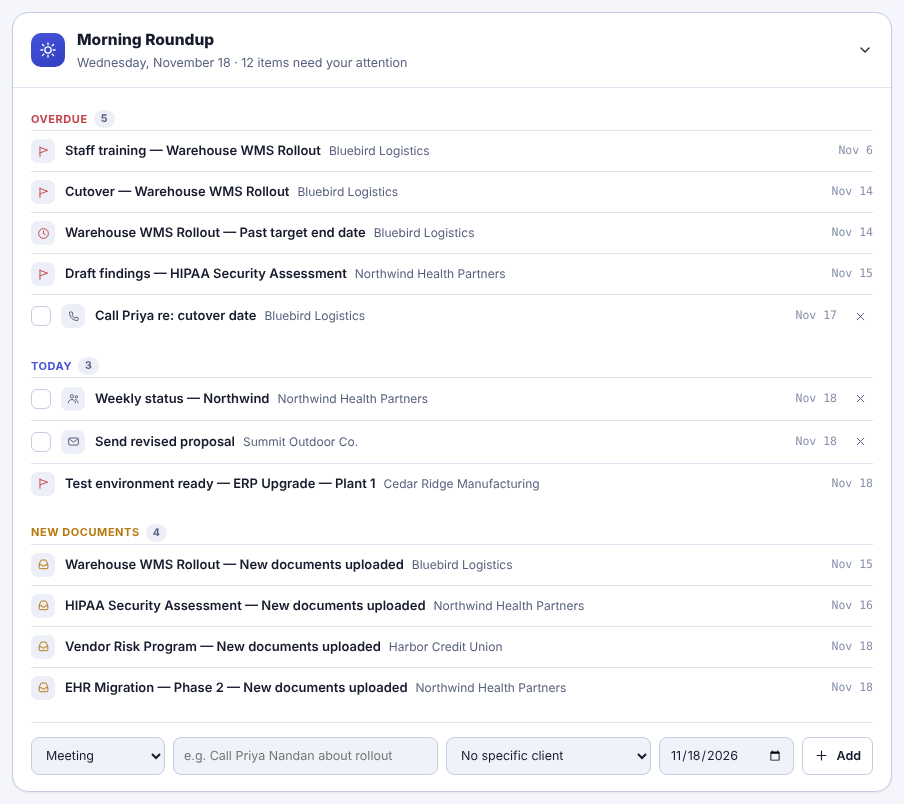 Morning Roundup
Wednesday, November 18 · 12 items need your attention
OVERDUE 5
Staff training — Warehouse WMS Rollout Bluebird Logistics Nov 6
Cutover — Warehouse WMS Rollout Bluebird Logistics Nov 14
Warehouse WMS Rollout — Past target end date Bluebird Logistics Nov 14
Draft findings — HIPAA Security Assessment Northwind Health Partners Nov 15
Call Priya re: cutover date Bluebird Logistics Nov 17
TODAY 3
Weekly status — Northwind Northwind Health Partners Nov 18
Send revised proposal Summit Outdoor Co. Nov 18
Test environment ready — ERP Upgrade — Plant 1 Cedar Ridge Manufacturing Nov 18
NEW DOCUMENTS 4
Warehouse WMS Rollout — New documents uploaded Bluebird Logistics Nov 15
HIPAA Security Assessment — New documents uploaded Northwind Health Partners Nov 16
Vendor Risk Program — New documents uploaded Harbor Credit Union Nov 18
EHR Migration — Phase 2 — New documents uploaded Northwind Health Partners Nov 18
Meeting e.g. Call Priya Nandan about rollout No specific client 11/18/2026 + Add